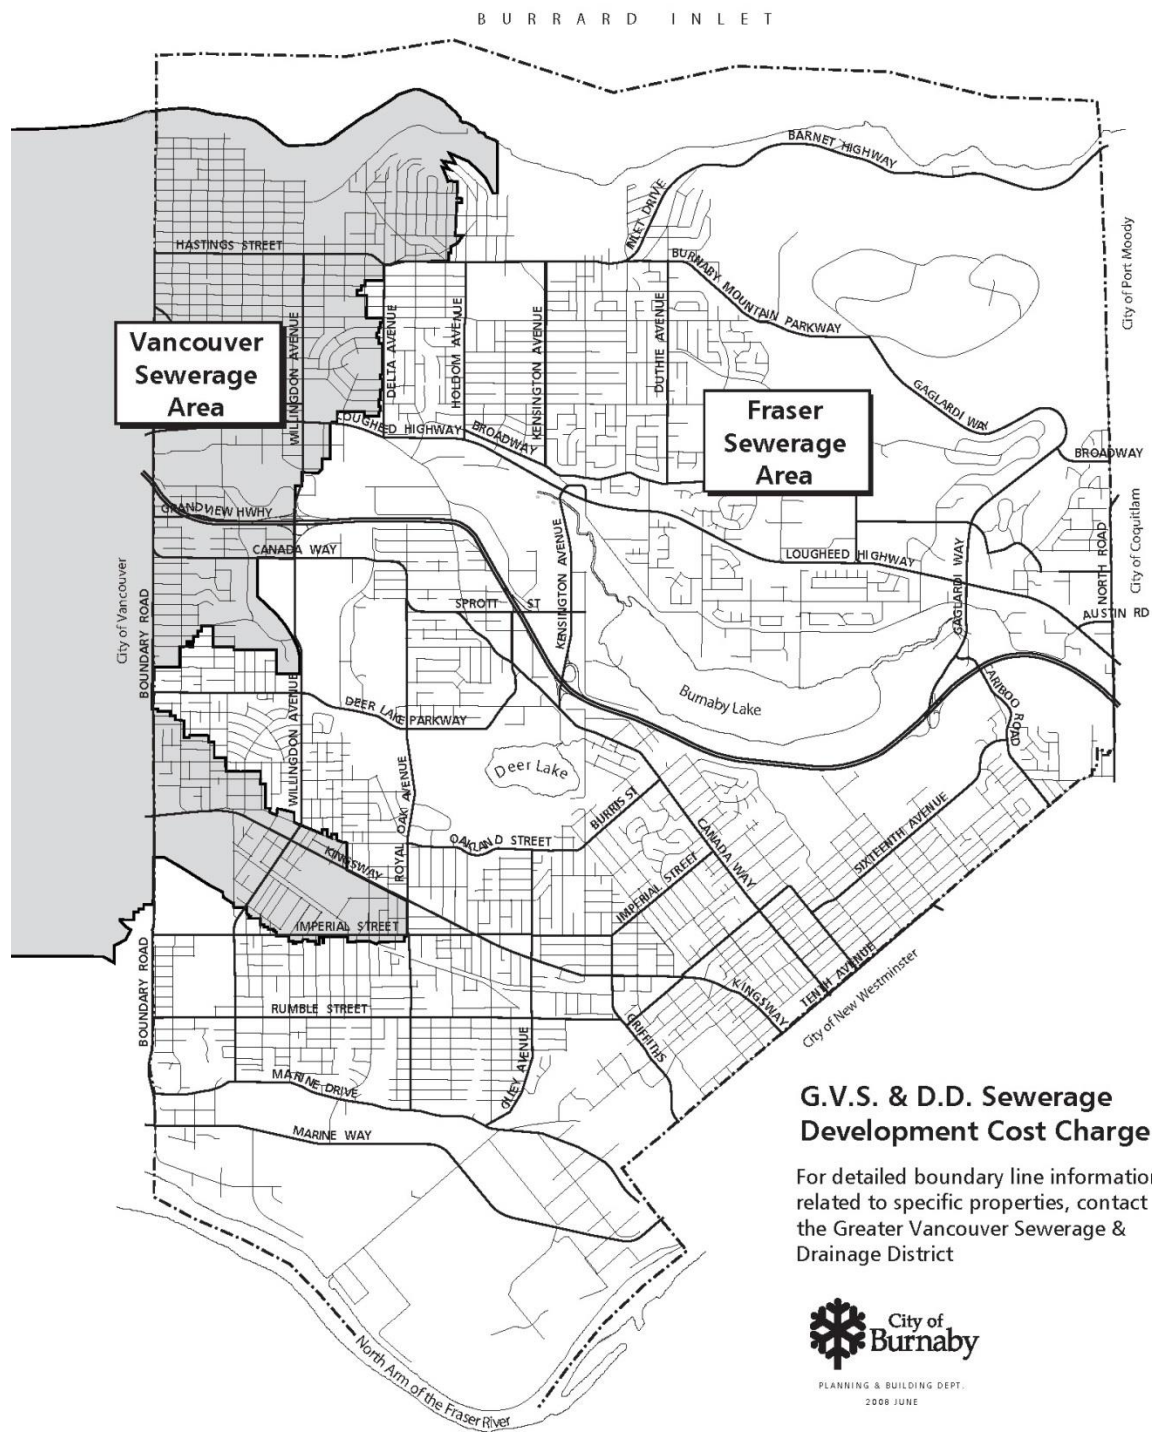 BURRARD INLET
BARNET HIGHWAY
INLET DRIVE
City of Port Moody
HASTINGS STREET
BURNABY MOUNTAIN PARKWAY
Vancouver
Sewerage
Area
WILLINGDON AVENUE
DELTA AVENUE
HOLDOM AVENUE
KENSINGTON AVENUE
DUTHIE AVENUE
GAGLARDI WAY
Fraser
Sewerage
Area
LOUGHEED HIGHWAY
BROADWAY
BROADWAY
GRANDVIEW HWHY
CANADA WAY
KENSINGTON AVENUE
LOUGHEED HIGHWAY
GAGLARDI WAY
NORTH ROAD
City of Coquitlam
City of Vancouver
BOUNDARY ROAD
SPROTT ST
AUSTIN RD
WILLINGDON AVENUE
DEER LAKE PARKWAY
Burnaby Lake
CARIBOO ROAD
Deer Lake
ROYAL OAK AVENUE
BURRIS ST
OAKLAND STREET
CANADA WAY
SIXTEENTH AVENUE
KINGSWAY
IMPERIAL STREET
IMPERIAL STREET
BOUNDARY ROAD
TENTH AVENUE
KINGSWAY
City of New Westminster
RUMBLE STREET
GRIFFITHS
GILLEY AVENUE
MARINE DRIVE
MARINE WAY
G.V.S. & D.D. Sewerage
Development Cost Charge
For detailed boundary line information
related to specific properties, contact
the Greater Vancouver Sewerage &
Drainage District
North Arm of the Fraser River
City of
Burnaby
PLANNING & BUILDING DEPT.
2008 JUNE